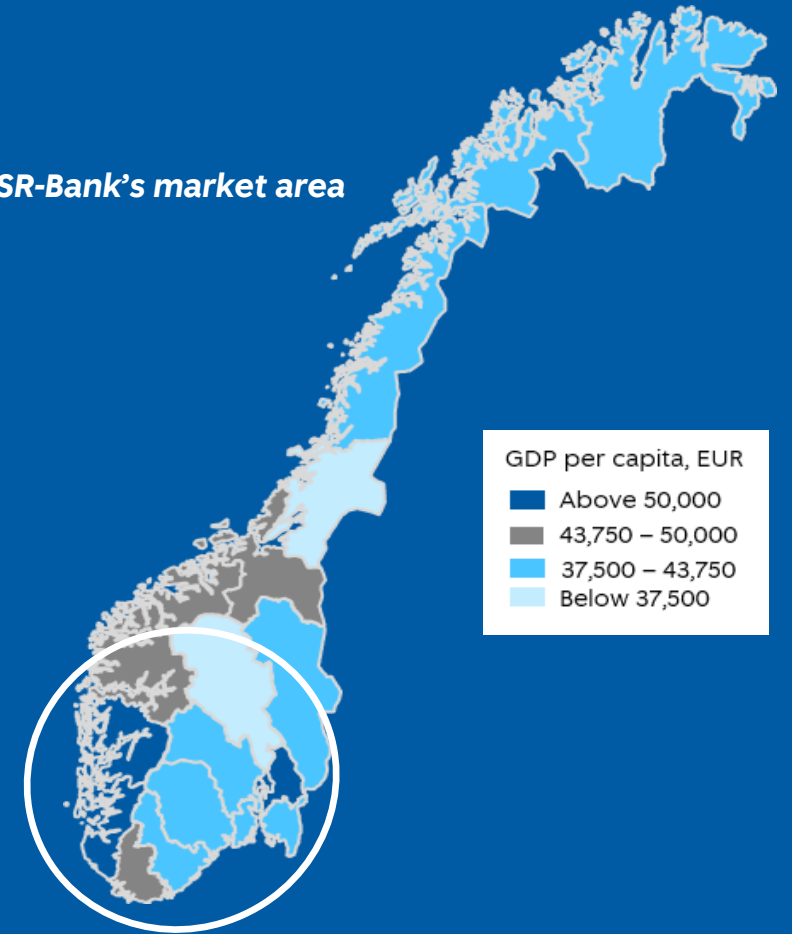 SR-Bank’s market area
GDP per capita, EUR
Above 50,000
43,750 – 50,000
37,500 – 43,750
Below 37,500